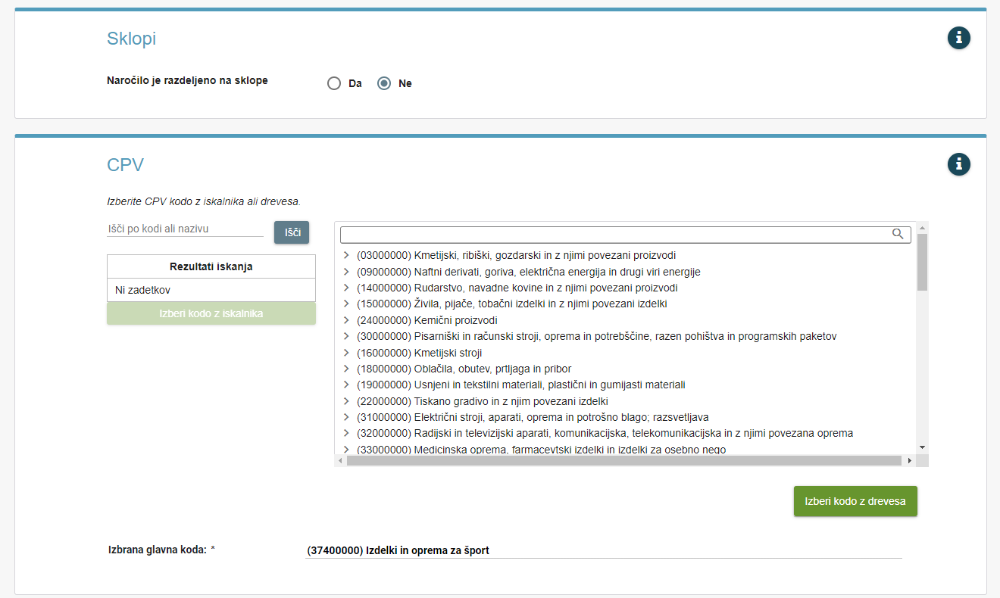 Sklopi
Naročilo je razdeljeno na sklope
Da
Ne
CPV
Izberite CPV kodo z iskalnika ali drevesa.
Išči po kodi ali nazivu
Išči
Rezultati iskanja
Ni zadetkov
Izberi kodo z iskalnika
(03000000) Kmetijski, ribiški, gozdarski in z njimi povezani proizvodi
(09000000) Naftni derivati, goriva, električna energija in drugi viri energije
(14000000) Rudarstvo, navadne kovine in z njimi povezani proizvodi
(15000000) Živila, pijače, tobačni izdelki in z njimi povezani izdelki
(24000000) Kemični proizvodi
(30000000) Pisarniški in računski stroji, oprema in potrebščine, razen pohištva in programskih paketov
(16000000) Kmetijski stroji
(18000000) Oblačila, obutev, prtljaga in pribor
(19000000) Usnjeni in tekstilni materiali, plastični in gumijasti materiali
(22000000) Tiskano gradivo in z njim povezani izdelki
(31000000) Električni stroji, aparati, oprema in potrošno blago; razsvetljava
(32000000) Radijski in televizijski aparati, komunikacijska, telekomunikacijska in z njimi povezana oprema
(33000000) Medicinska oprema, farmacevtski izdelki in izdelki za osebno nego
Izberi kodo z drevesa
Izbrana glavna koda: *
(37400000) Izdelki in oprema za šport